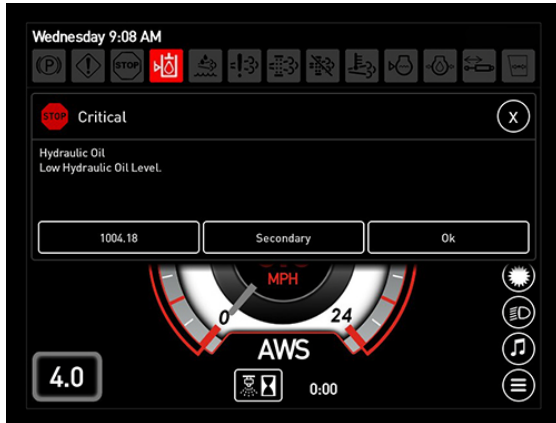 Wednesday 9:08 AM
(P) STOP
STOP Critical X
Hydraulic Oil
Low Hydraulic Oil Level.
1004.18 Secondary Ok
MPH
0 24
AWS
4.0 0:00